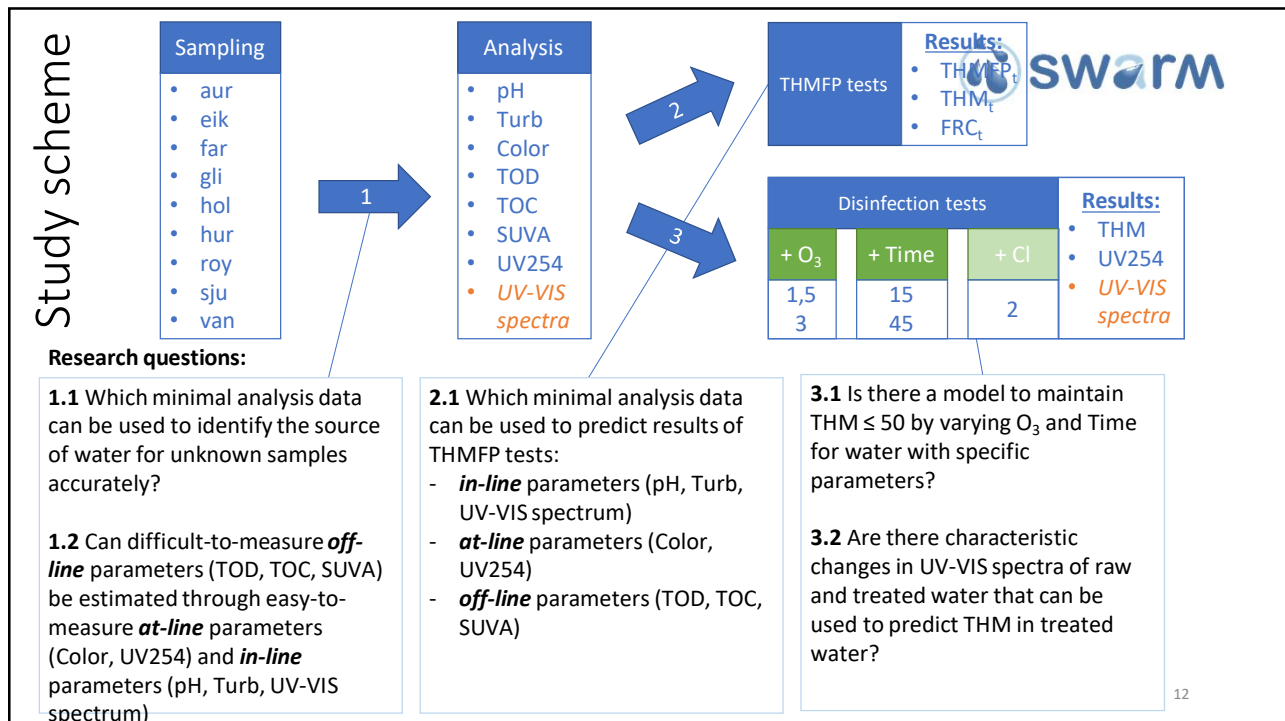 Study scheme
Sampling
• aur
• eik
• far
• gli
• hol
• hur
• roy
• sju
• van
1
Analysis
• pH
• Turb
• Color
• TOD
• TOC
• SUVA
• UV254
• UV-VIS
spectra
2
3
THMFP tests
Results:
• THMFPt
• THMt
• FRCt
swarm
Disinfection tests
+ O3
+ Time
+ Cl
1,5
3
15
45
2
Results:
• THM
• UV254
• UV-VIS
spectra
Research questions:
1.1 Which minimal analysis data
can be used to identify the source
of water for unknown samples
accurately?
1.2 Can difficult-to-measure off-
line parameters (TOD, TOC, SUVA)
be estimated through easy-to-
measure at-line parameters
(Color, UV254) and in-line
parameters (pH, Turb, UV-VIS
spectrum)
2.1 Which minimal analysis data
can be used to predict results of
THMFP tests:
- in-line parameters (pH, Turb,
UV-VIS spectrum)
- at-line parameters (Color,
UV254)
- off-line parameters (TOD, TOC,
SUVA)
3.1 Is there a model to maintain
THM ≤ 50 by varying O3 and Time
for water with specific
parameters?
3.2 Are there characteristic
changes in UV-VIS spectra of raw
and treated water that can be
used to predict THM in treated
water?
12